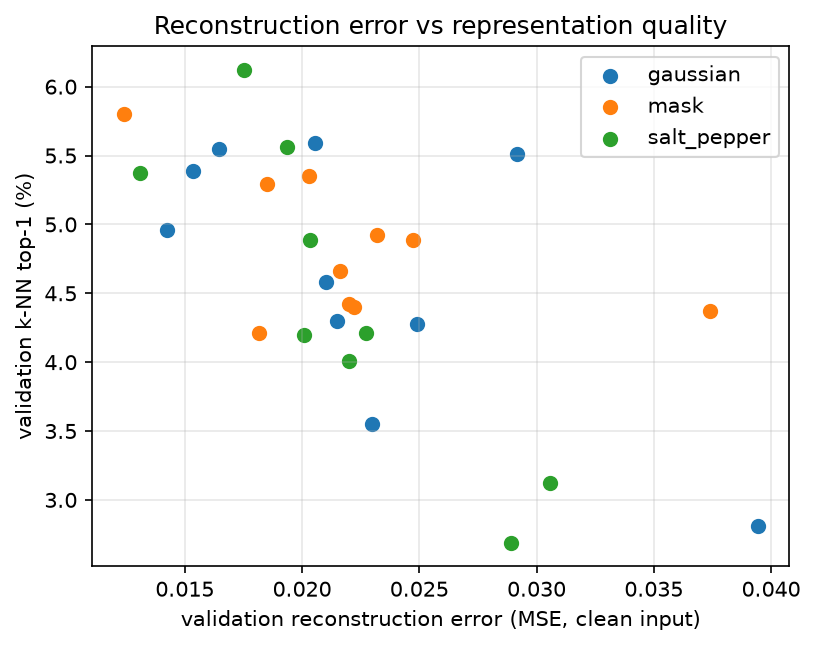 Reconstruction error vs representation quality
gaussian
mask
salt_pepper
validation k-NN top-1 (%)
6.0
5.5
5.0
4.5
4.0
3.5
3.0
0.015 0.020 0.025 0.030 0.035 0.040
validation reconstruction error (MSE, clean input)